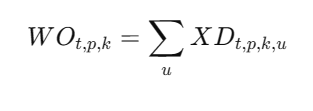 $WO_{t,p,k} = \sum_{u} XD_{t,p,k,u}$